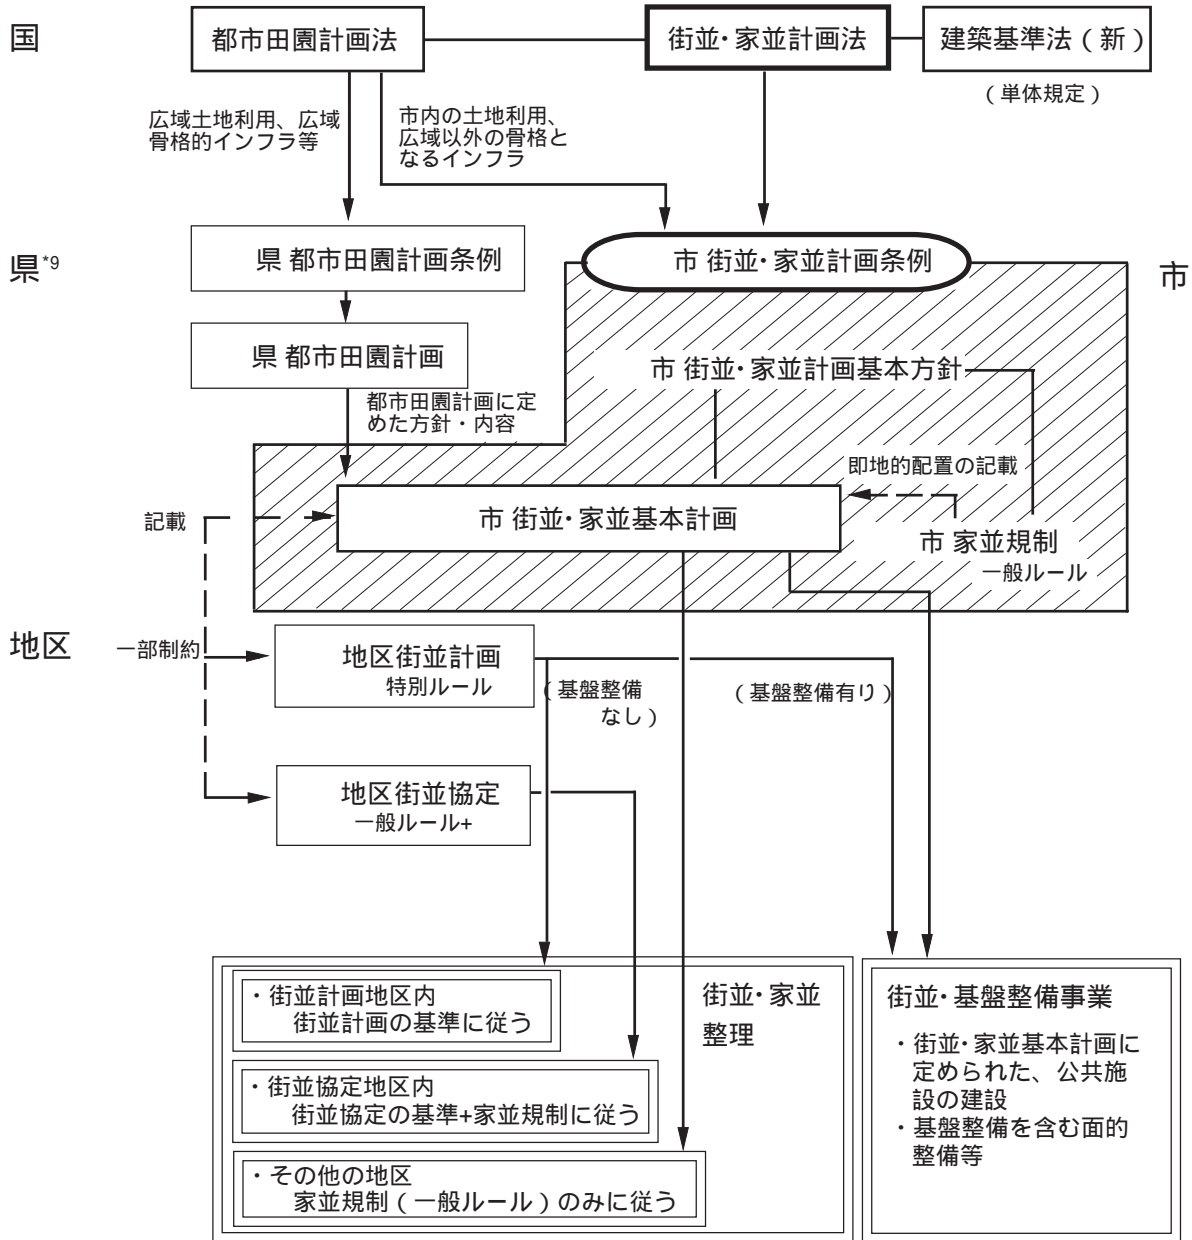 国
都市田園計画法
街並・家並計画法
建築基準法（新）
（単体規定）
広域土地利用、広域
骨格的インフラ等
市内の土地利用、
広域以外の骨格と
なるインフラ
県*9
県 都市田園計画条例
市 街並・家並計画条例
市
県 都市田園計画
市 街並・家並計画基本方針
都市田園計画に定
めた方針・内容
即地的配置の記載
記載
市 街並・家並基本計画
市 家並規制
一般ルール
地区
一部制約
地区街並計画
特別ルール
（基盤整備
なし）
（基盤整備有り）
地区街並協定
一般ルール+
・街並計画地区内
街並計画の基準に従う
街並・家並
整理
・街並協定地区内
街並協定の基準+家並規制に従う
・その他の地区
家並規制（一般ルール）のみに従う
街並・基盤整備事業
・街並・家並基本計画に
定められた、公共施
設の建設
・基盤整備を含む面的
整備等